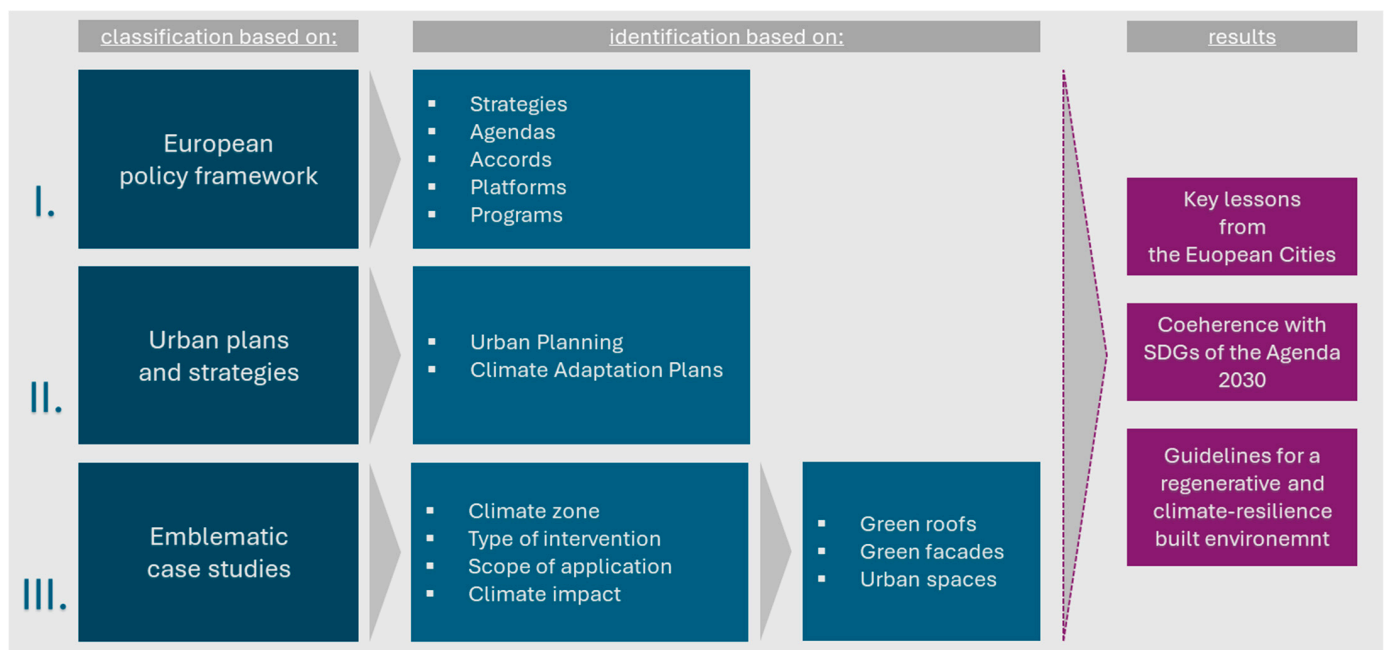 classification based on:
identification based on:
results
I.
European
policy framework
▪ Strategies
▪ Agendas
▪ Accords
▪ Platforms
▪ Programs
II.
Urban plans
and strategies
▪ Urban Planning
▪ Climate Adaptation Plans
III.
Emblematic
case studies
▪ Climate zone
▪ Type of intervention
▪ Scope of application
▪ Climate impact
▪ Green roofs
▪ Green facades
▪ Urban spaces
Key lessons
from
the Euopean Cities
Coeherence with
SDGs of the Agenda
2030
Guidelines for a
regenerative and
climate-resilience
built environemnt